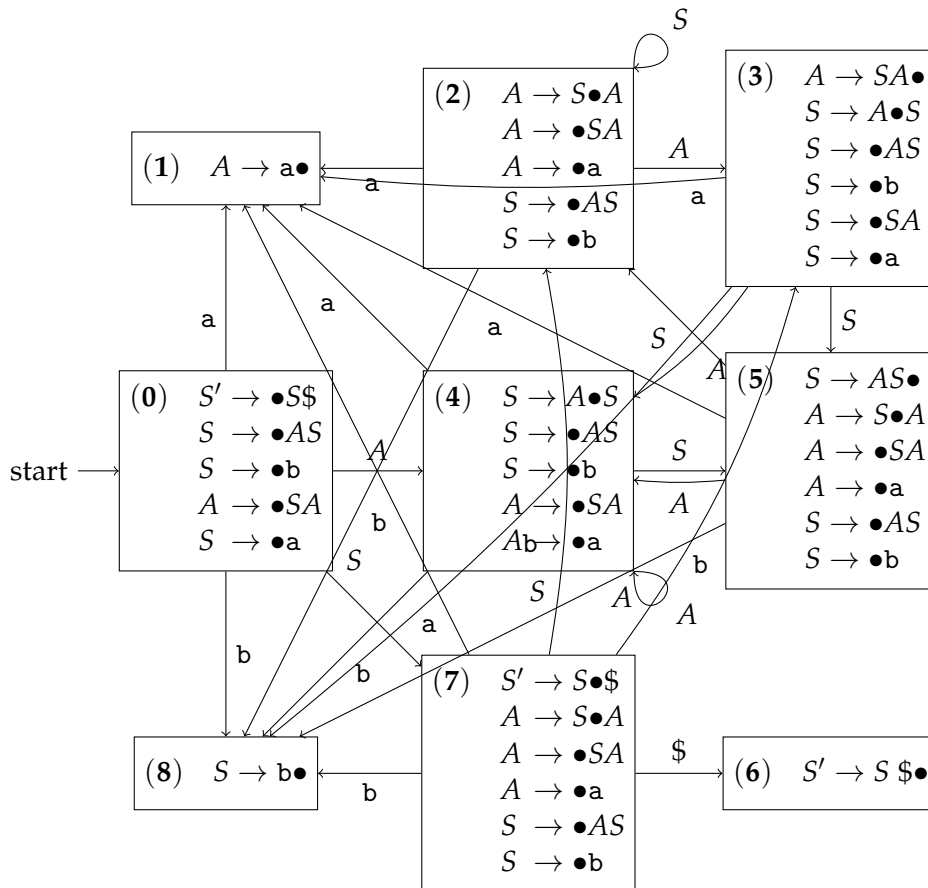 S
(2) A → S●A
A → ●SA
A → ●a
S → ●AS
S → ●b
(3) A → SA●
S → A●S
S → ●AS
S → ●b
S → ●SA
S → ●a
(1) A → a●
A
a
a
a
a
a
S
S
(0) S′ → ●S$
S → ●AS
S → ●b
A → ●SA
S → ●a
(4) S → A●S
S → ●AS
S → ●b
A → ●SA
A → ●a
(5) S → AS●
A → S●A
A → ●SA
A → ●a
S → ●AS
S → ●b
A
start
A
S
A
b
b
b
S
S
A
A
a
b
b
b
(7) S′ → S●$
A → S●A
A → ●SA
A → ●a
S → ●AS
S → ●b
(8) S → b●
b
$
(6) S′ → S $●